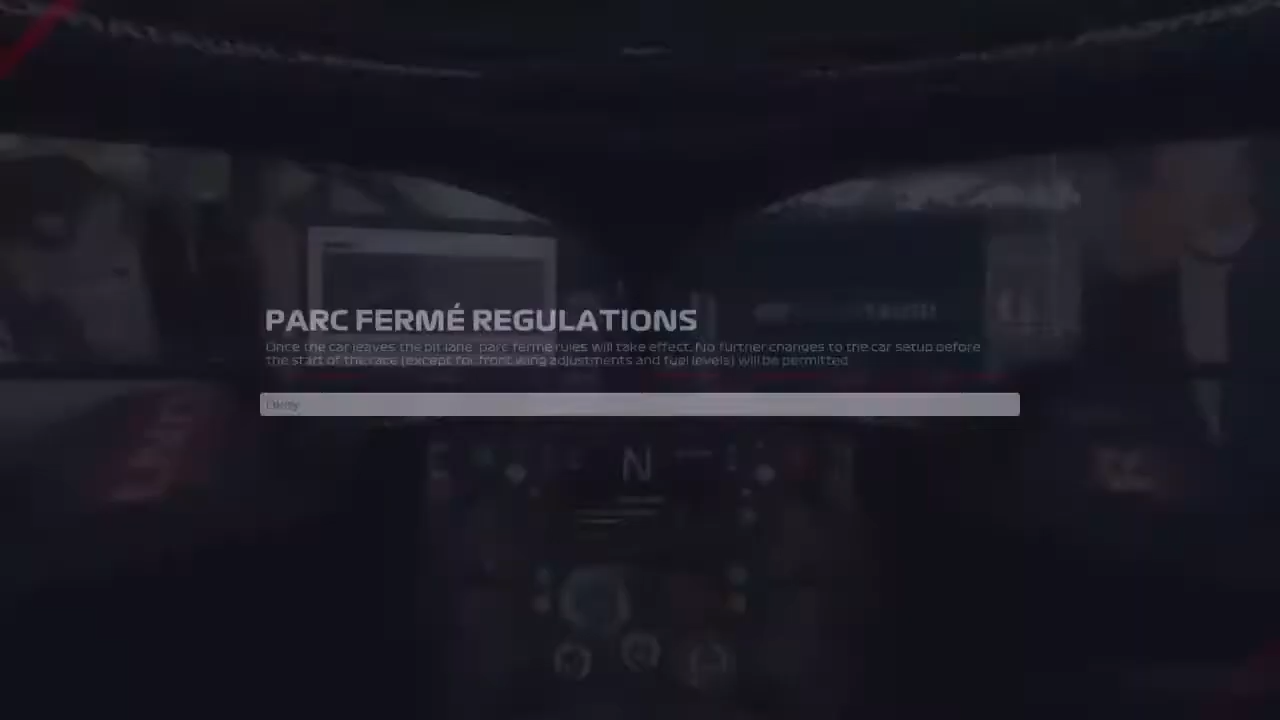 PARC FERMÉ REGULATIONS
Once the car leaves the pit lane, parc fermé rules will take effect. No further changes to the car setup before
the start of the race (except for front wing adjustments and fuel levels) will be permitted.
Okay
N